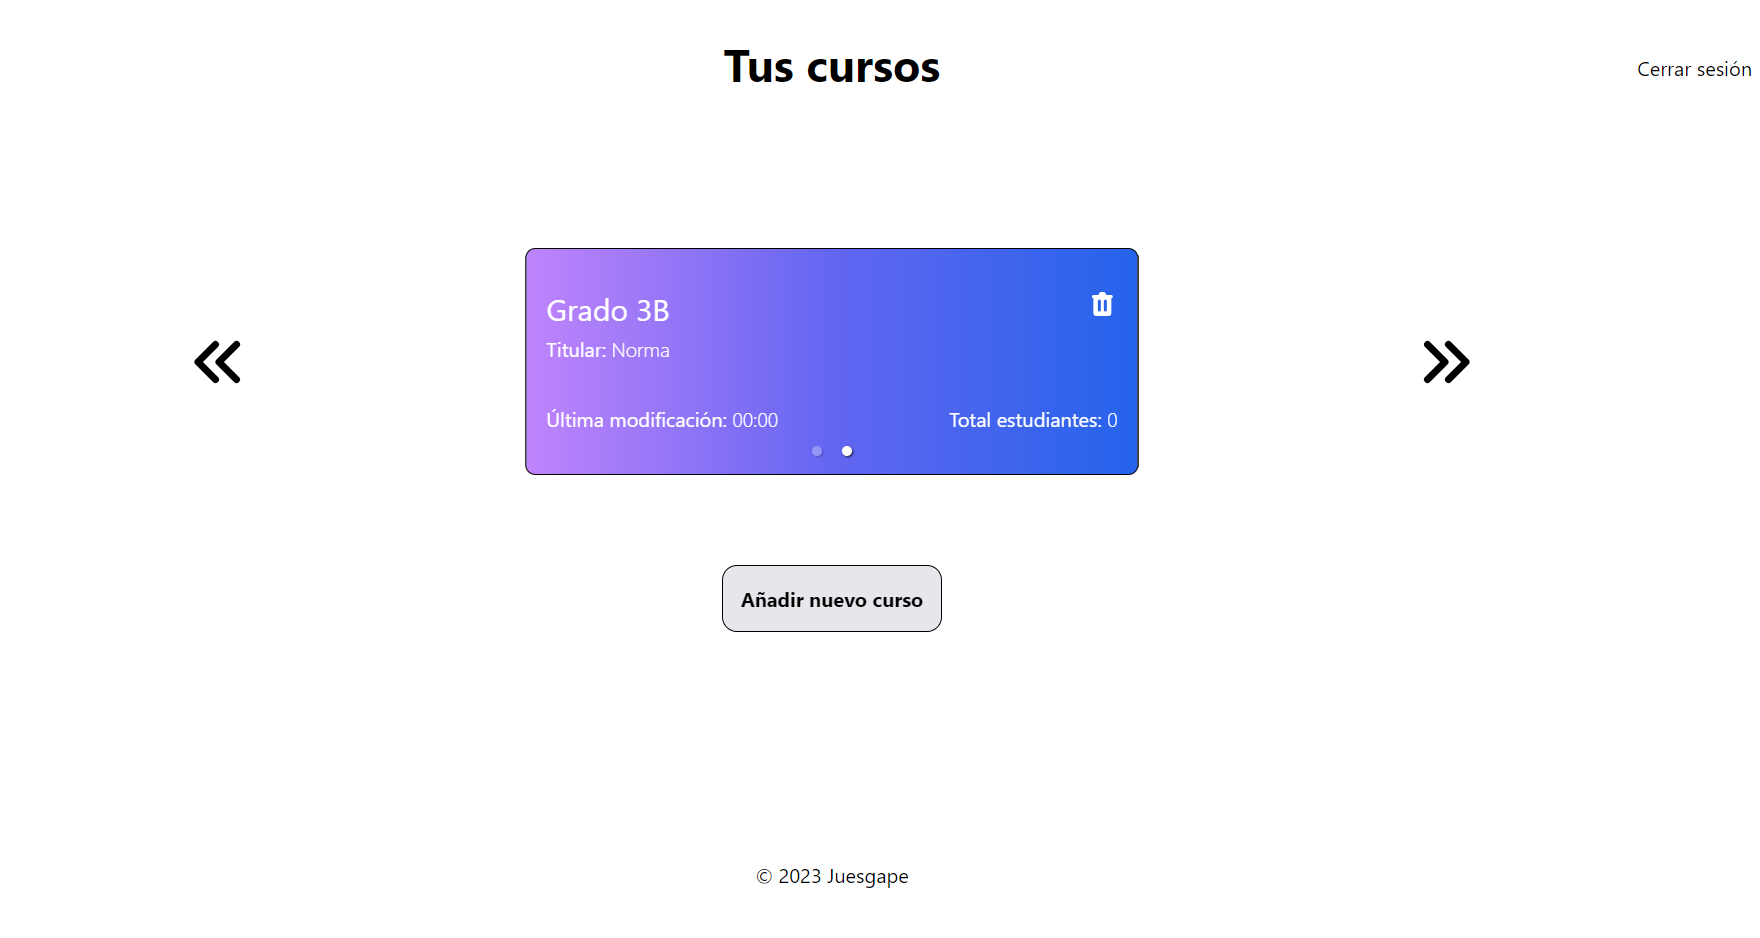 Tus cursos
Cerrar sesión
Grado 3B
Titular: Norma
Última modificación: 00:00
Total estudiantes: 0
Añadir nuevo curso
© 2023 Juesgape